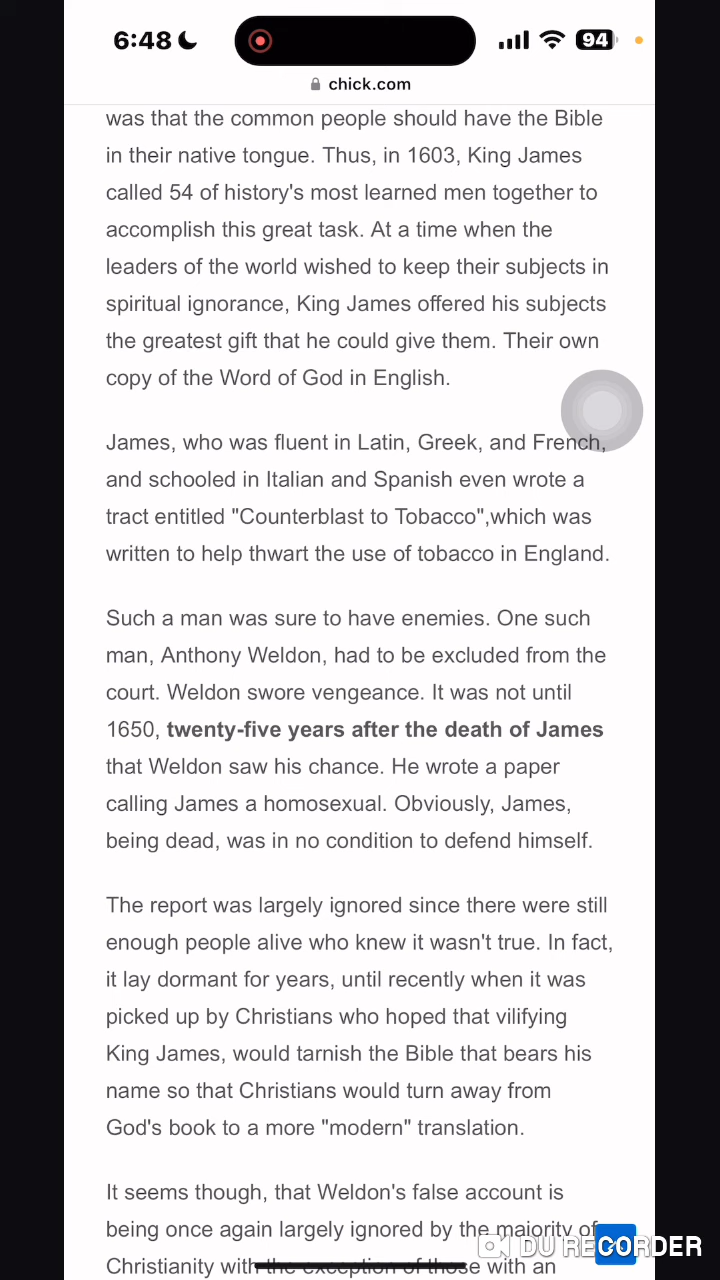 6:48
94
chick.com
was that the common people should have the Bible
in their native tongue. Thus, in 1603, King James
called 54 of history's most learned men together to
accomplish this great task. At a time when the
leaders of the world wished to keep their subjects in
spiritual ignorance, King James offered his subjects
the greatest gift that he could give them. Their own
copy of the Word of God in English.
James, who was fluent in Latin, Greek, and French,
and schooled in Italian and Spanish even wrote a
tract entitled "Counterblast to Tobacco",which was
written to help thwart the use of tobacco in England.
Such a man was sure to have enemies. One such
man, Anthony Weldon, had to be excluded from the
court. Weldon swore vengeance. It was not until
1650, twenty-five years after the death of James
that Weldon saw his chance. He wrote a paper
calling James a homosexual. Obviously, James,
being dead, was in no condition to defend himself.
The report was largely ignored since there were still
enough people alive who knew it wasn't true. In fact,
it lay dormant for years, until recently when it was
picked up by Christians who hoped that vilifying
King James, would tarnish the Bible that bears his
name so that Christians would turn away from
God's book to a more "modern" translation.
It seems though, that Weldon's false account is
being once again largely ignored by the majority of
Christianity with the exception of those with an
DU RECORDER